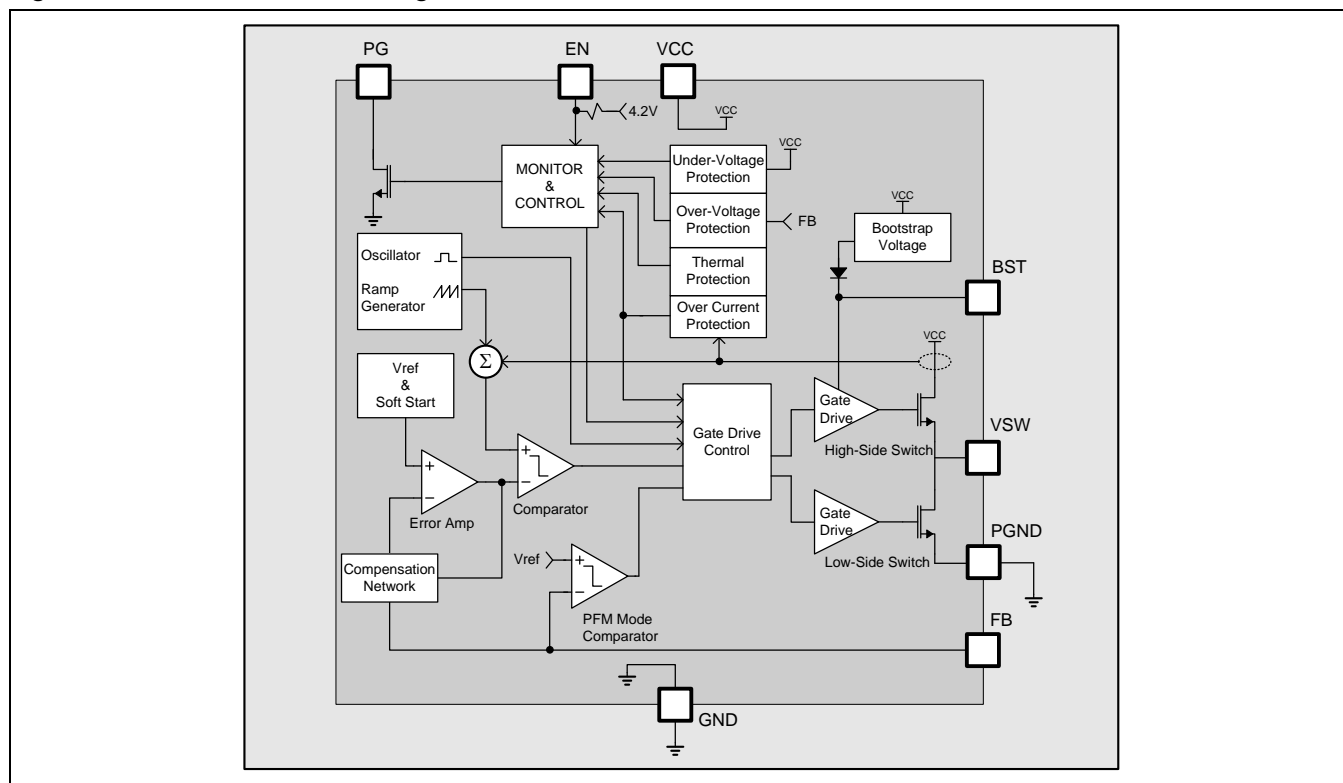 PG
EN
VCC
4.2V
VCC
MONITOR
&
CONTROL
Under-Voltage
Protection
VCC
Over-Voltage
Protection
FB
Thermal
Protection
Over Current
Protection
VCC
Bootstrap
Voltage
BST
Oscillator
Ramp
Generator
Σ
VCC
Vref
&
Soft Start
Gate
Drive
High-Side Switch
VSW
Gate Drive
Control
+
−
Error Amp
+
−
Comparator
Gate
Drive
Low-Side Switch
PGND
Compensation
Network
Vref
+
−
PFM Mode
Comparator
FB
GND